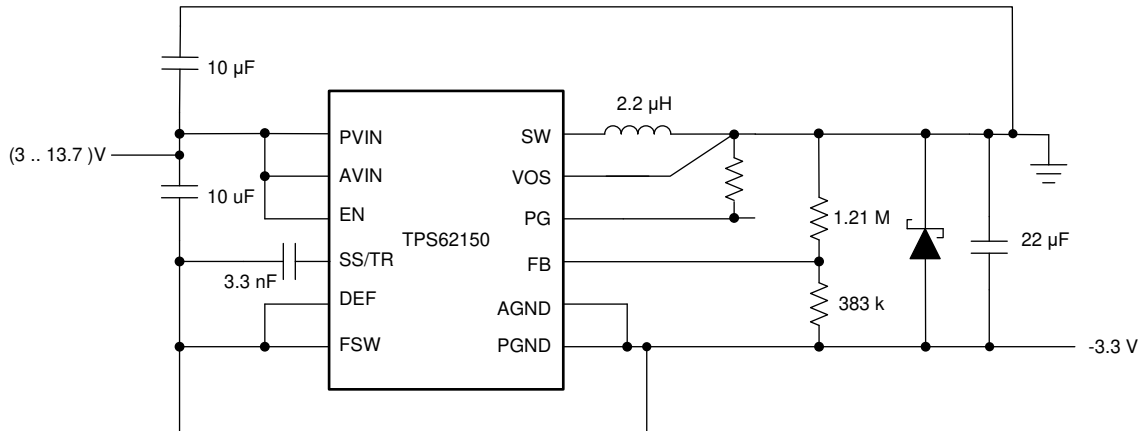 10 µF
2.2 µH
(3 .. 13.7 )V
PVIN
SW
AVIN
VOS
10 uF
EN
PG
1.21 M
TPS62150
22 µF
3.3 nF
SS/TR
FB
DEF
AGND
383 k
FSW
PGND
-3.3 V